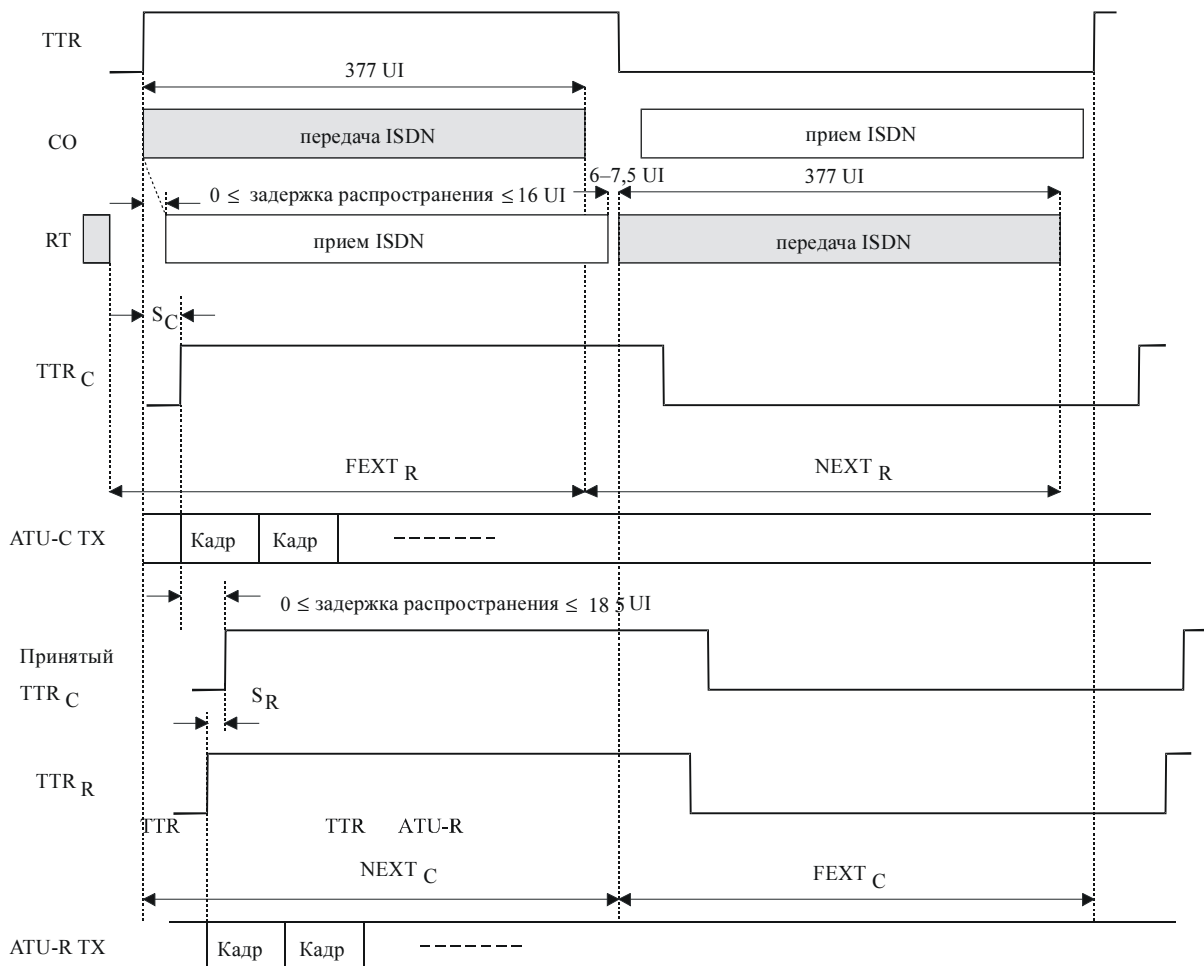 TTR
377 UI
CO
передача ISDN
прием ISDN
6–7,5 UI
377 UI
0 ≤ задержка распространения ≤ 16 UI
RT
прием ISDN
передача ISDN
S C
TTR C
FEXT R
NEXT R
ATU-C TX
Кадр
Кадр
0 ≤ задержка распространения ≤ 18 5 UI
Принятый
TTR C
S R
TTR R
TTR
TTR
ATU-R
NEXT C
FEXT C
ATU-R TX
Кадр
Кадр